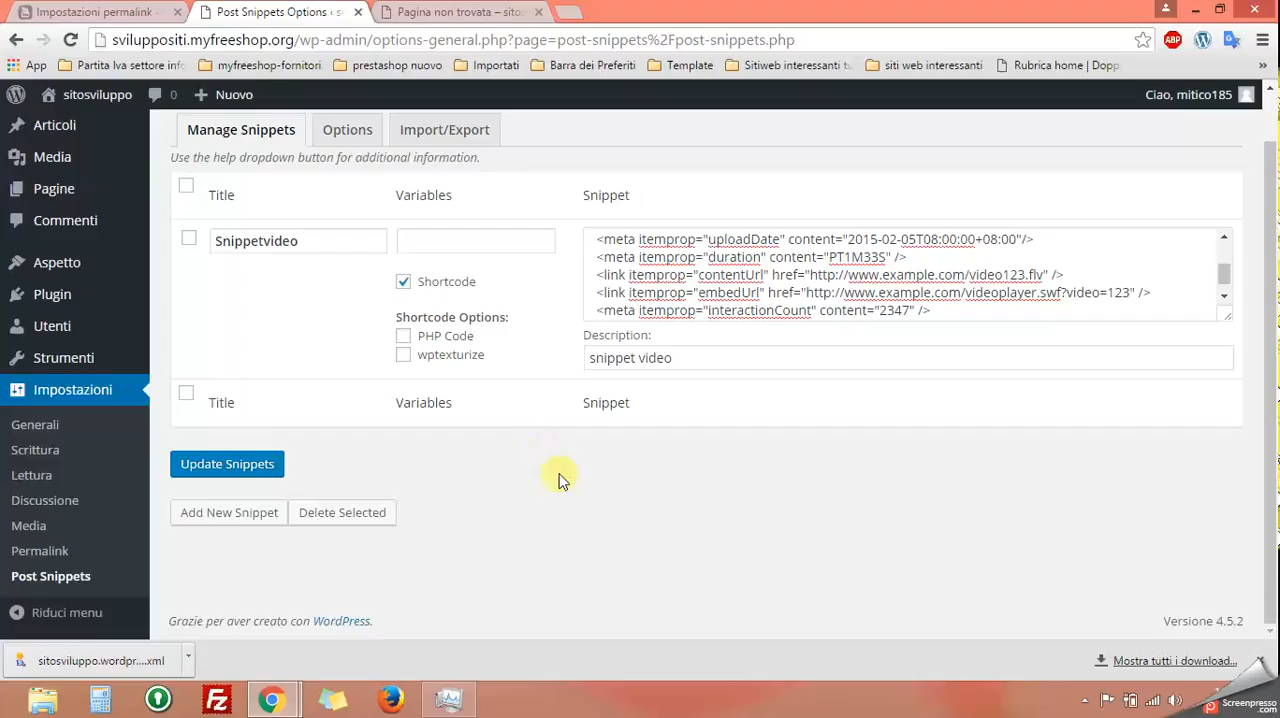 Impostazioni permalink ‹
Post Snippets Options ‹ s
Pagina non trovata – sitos
sviluppositi.myfreeshop.org/wp-admin/options-general.php?page=post-snippets%2Fpost-snippets.php
ABP
App
Partita Iva settore info
myfreeshop-fornitori
prestashop nuovo
Importati
Barra dei Preferiti
Template
Sitiweb interessanti tu
siti web interessanti
Rubrica home | Dopp
»
sitosviluppo
0
+ Nuovo
Ciao, mitico185
Articoli
Media
Pagine
Commenti
Aspetto
Plugin
Utenti
Strumenti
Impostazioni
Generali
Scrittura
Lettura
Discussione
Media
Permalink
Post Snippets
Riduci menu
Manage Snippets
Options
Import/Export
Use the help dropdown button for additional information.
Title
Variables
Snippet
Snippetvideo
<meta itemprop="uploadDate" content="2015-02-05T08:00:00+08:00"/>
<meta itemprop="duration" content="PT1M33S" />
<link itemprop="contentUrl" href="http://www.example.com/video123.flv" />
<link itemprop="embedUrl" href="http://www.example.com/videoplayer.swf?video=123" />
<meta itemprop="interactionCount" content="2347" />
Shortcode
Shortcode Options:
PHP Code
wptexturize
Description:
snippet video
Title
Variables
Snippet
Update Snippets
Add New Snippet
Delete Selected
Grazie per aver creato con WordPress.
Versione 4.5.2
sitosviluppo.wordpr....xml
Mostra tutti i download...
Fz
Screenpresso
.com